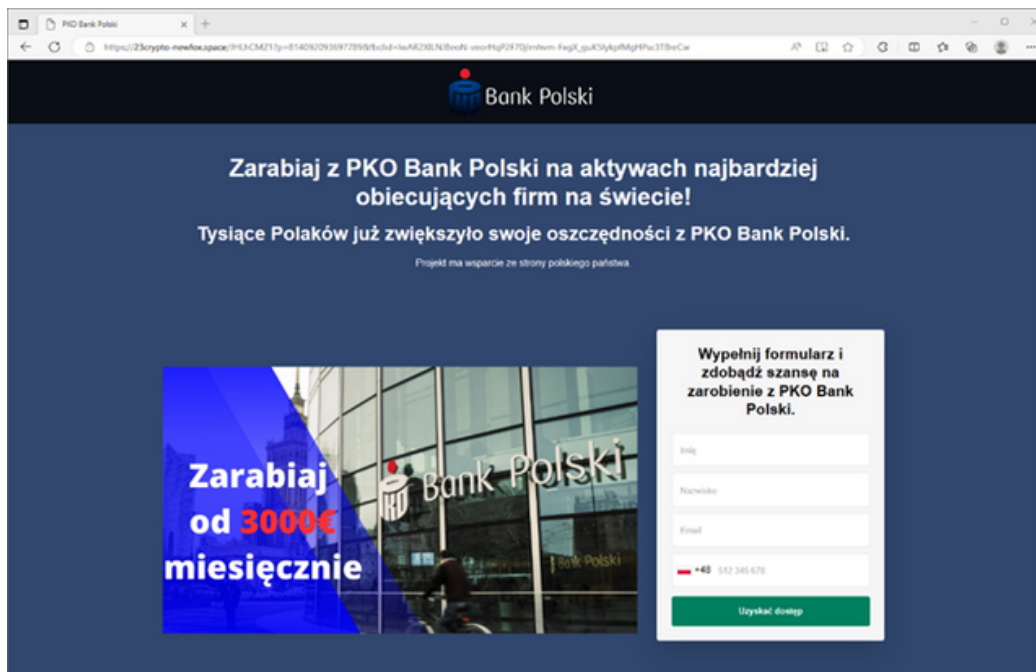 PKO Bank Polski
Bank Polski
Zarabiaj z PKO Bank Polski na aktywach najbardziej
obiecujących firm na świecie!
Tysiące Polaków już zwiększyło swoje oszczędności z PKO Bank Polski.
Projekt ma wsparcie ze strony polskiego państwa.
Zarabiaj
od 3000€
miesięcznie
Bank Polski
Bank Polski
Wypełnij formularz i
zdobądź szansę na
zarobienie z PKO Bank
Polski.
Imię
Nazwisko
Email
+48 512 345 678
Uzyskać dostęp